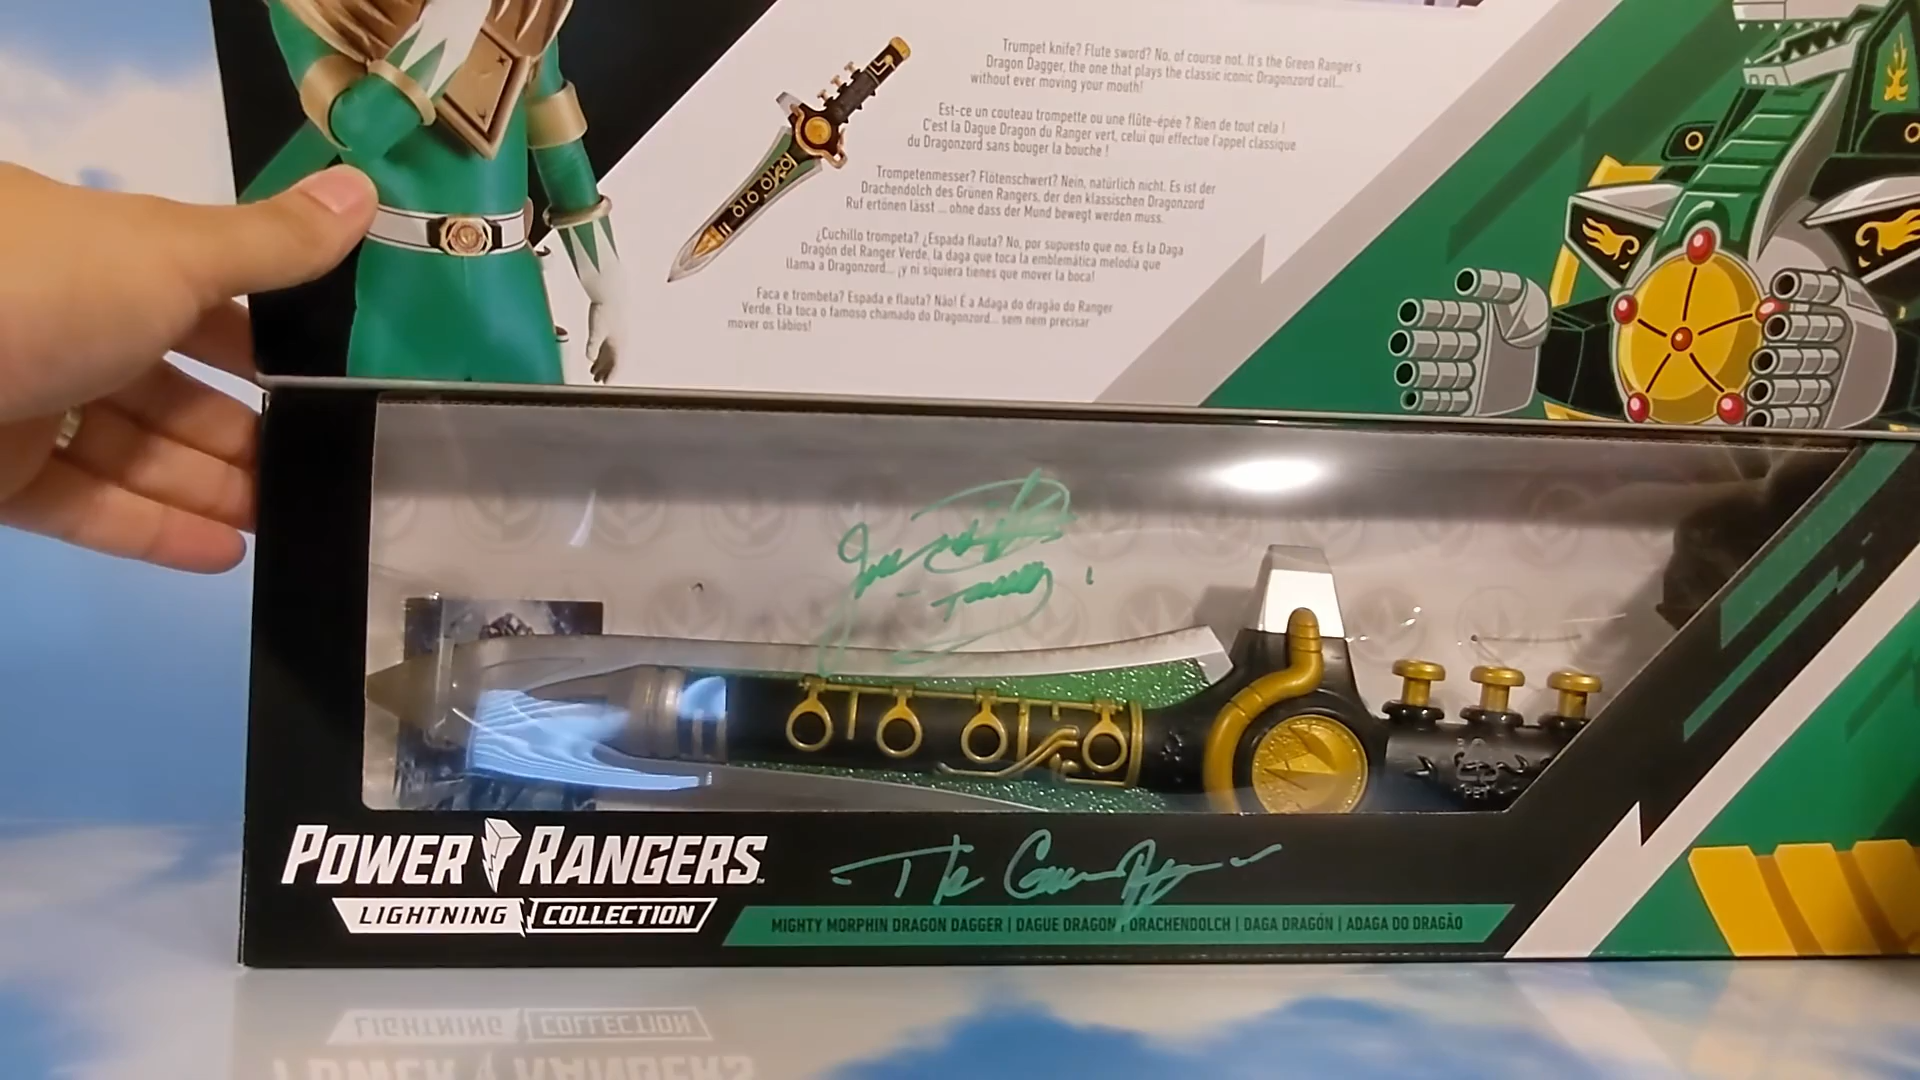 Trumpet knife? Flute sword? No, of course not. It's the Green Ranger's
Dragon Dagger, the one that plays the classic iconic Dragonzord call...
without ever moving your mouth!
Est-ce un couteau trompette ou une flûte-épée ? Rien de tout cela !
C'est la Dague Dragon du Ranger vert, celui qui effectue l'appel classique
du Dragonzord sans bouger la bouche !
Trompetenmesser? Flötenschwert? Nein, natürlich nicht. Es ist der
Drachendolch des Grünen Rangers, der den klassischen Dragonzord
Ruf ertönen lässt ... ohne dass der Mund bewegt werden muss.
¿Cuchillo trompeta? ¿Espada flauta? No, por supuesto que no. Es la Daga
Dragón del Ranger Verde, la daga que toca la emblemática melodía que
llama a Dragonzord... ¡y ni siquiera tienes que mover la boca!
Faca e trombeta? Espada e flauta? Não! É a Adaga do dragão do Ranger
Verde. Ela toca o famoso chamado do Dragonzord... sem nem precisar
mover os lábios!
- Tommy
PET
- The Green Ranger -
POWER RANGERS™
LIGHTNING COLLECTION
MIGHTY MORPHIN DRAGON DAGGER | DAGUE DRAGON | DRACHENDOLCH | DAGA DRAGÓN | ADAGA DO DRAGÃO